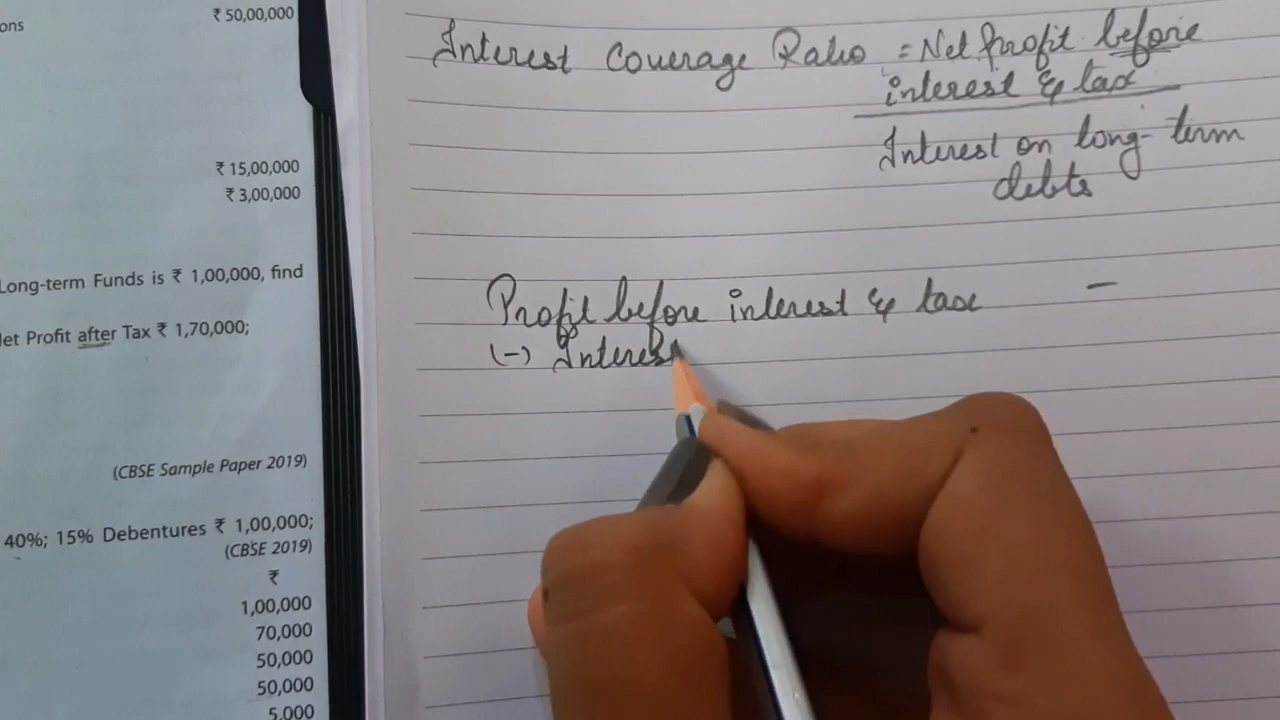 ons ₹ 50,00,000
₹ 15,00,000
₹ 3,00,000
Long-term Funds is ₹ 1,00,000, find
et Profit after Tax ₹ 1,70,000;
(CBSE Sample Paper 2019)
40%; 15% Debentures ₹ 1,00,000;
(CBSE 2019)
₹
1,00,000
70,000
50,000
50,000
5,000
Interest Coverage Ratio = Net Profit before
interest & tax
Interest on long-term
debts
Profit before interest & tax –
(-) Interest